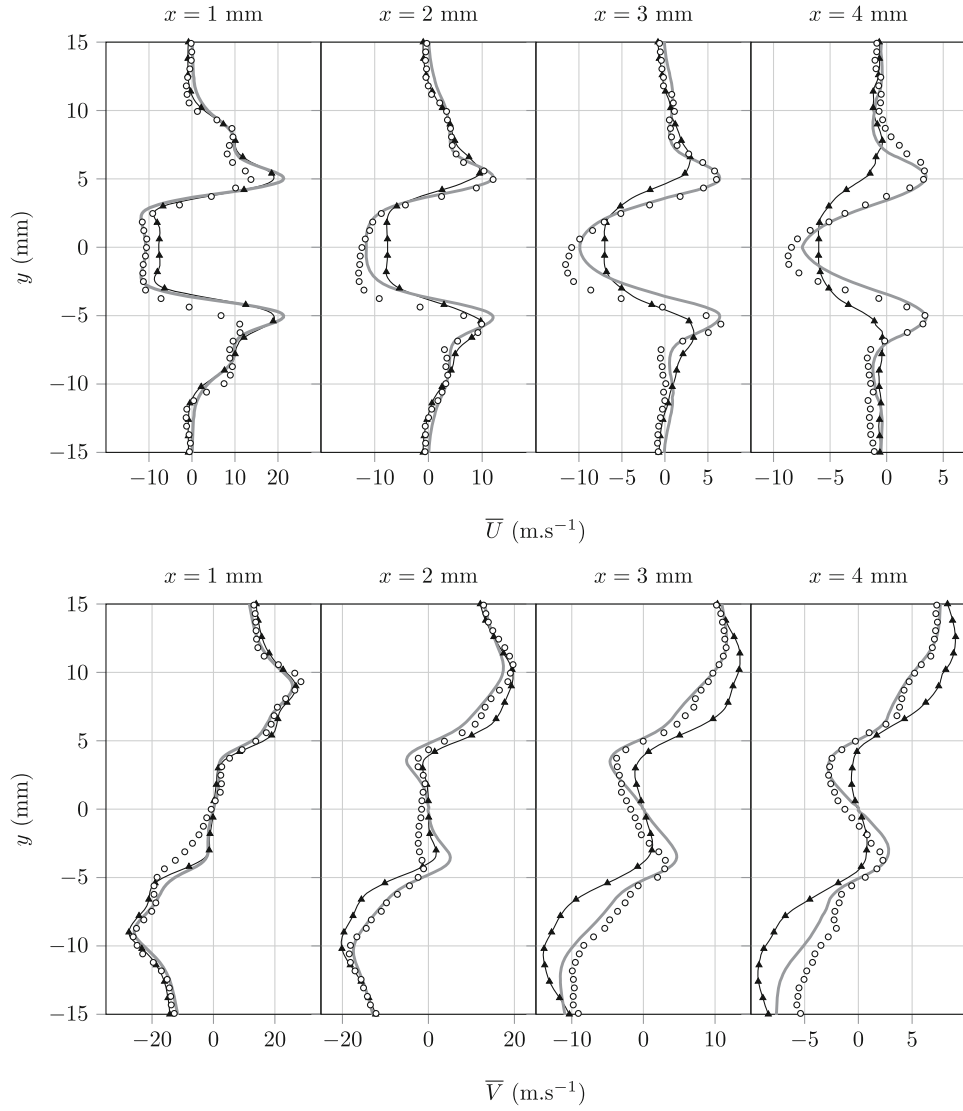 x = 1 mm
x = 2 mm
x = 3 mm
x = 4 mm
15
10
5
0
−5
−10
−15
y (mm)
−10 0 10 20
−10 0 10
−10 −5 0 5
−10 −5 0 5
U̅ (m.s⁻¹)
x = 1 mm
x = 2 mm
x = 3 mm
x = 4 mm
15
10
5
0
−5
−10
−15
y (mm)
−20 0 20
−20 0 20
−10 0 10
−5 0 5
V̅ (m.s⁻¹)